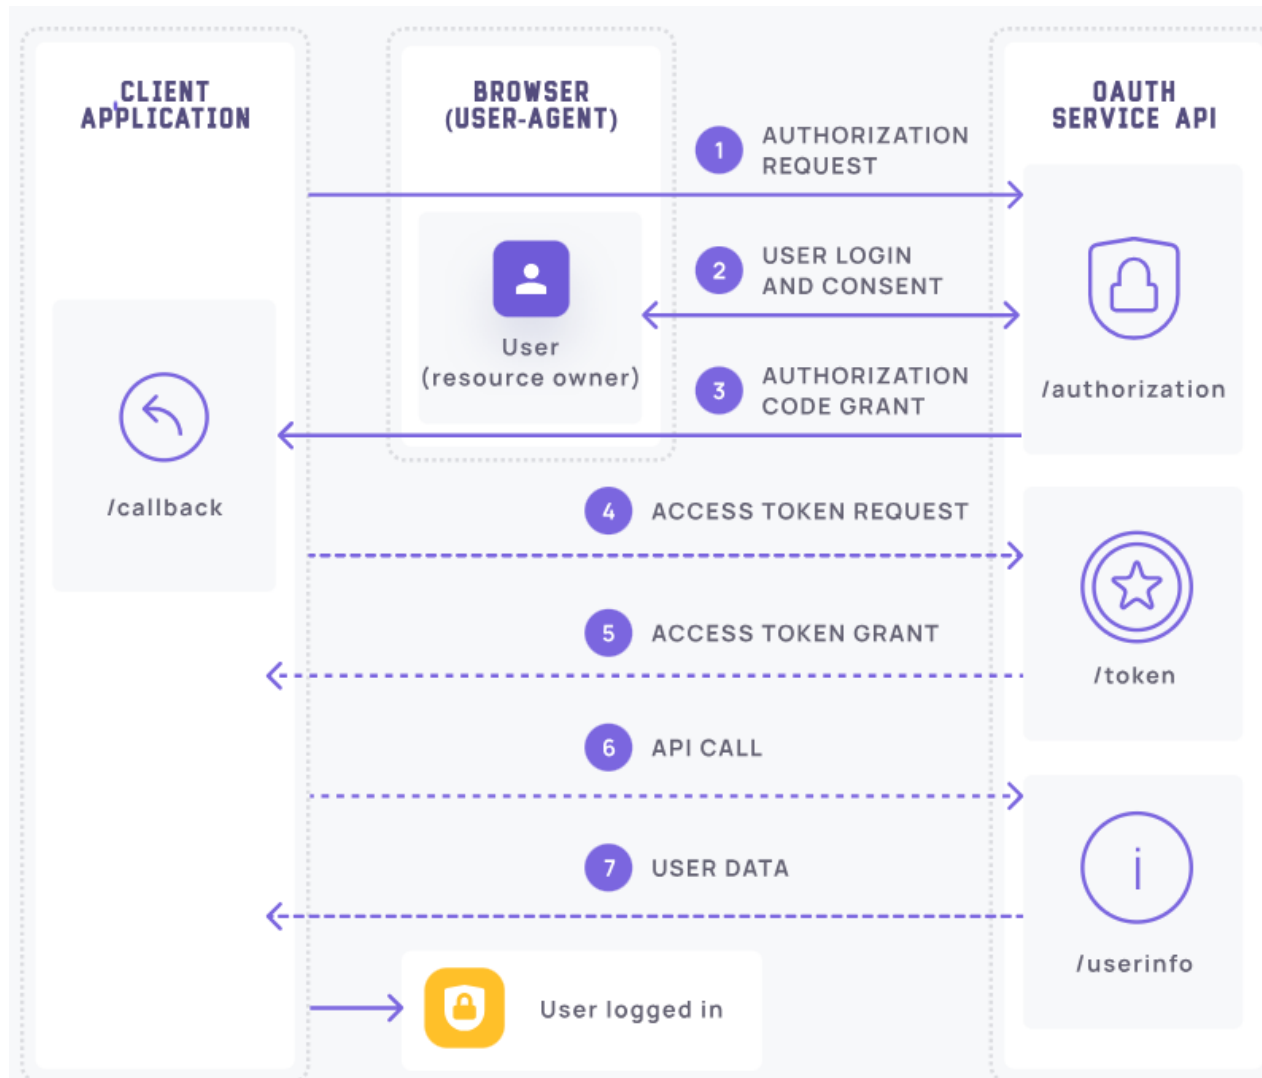 CLIENT
APPLICATION
BROWSER
(USER-AGENT)
OAUTH
SERVICE API
1
AUTHORIZATION
REQUEST
2
USER LOGIN
AND CONSENT
User
(resource owner)
3
AUTHORIZATION
CODE GRANT
/authorization
/callback
4
ACCESS TOKEN REQUEST
5
ACCESS TOKEN GRANT
/token
6
API CALL
7
USER DATA
i
/userinfo
User logged in